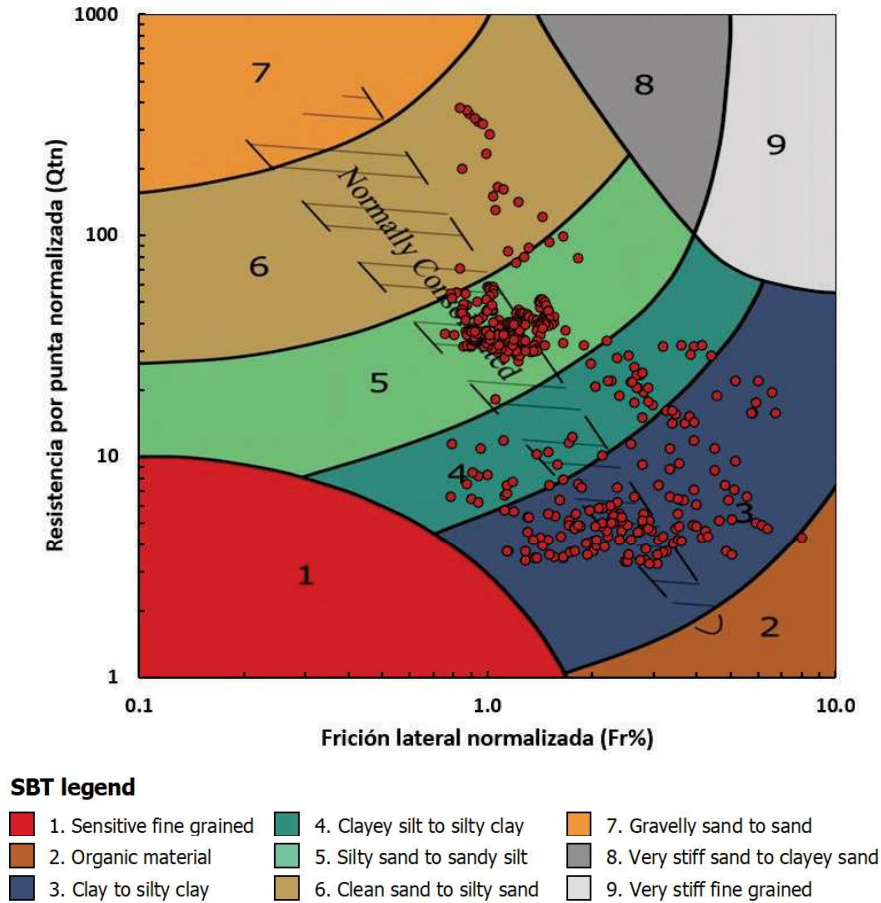 1000
100
10
1
Resistencia por punta normalizada (Qtn)
7
8
9
6
Normally Consolidated
5
4
3
1
2
0.1
1.0
10.0
Fricción lateral normalizada (Fr%)
SBT legend
1. Sensitive fine grained
4. Clayey silt to silty clay
7. Gravelly sand to sand
2. Organic material
5. Silty sand to sandy silt
8. Very stiff sand to clayey sand
3. Clay to silty clay
6. Clean sand to silty sand
9. Very stiff fine grained